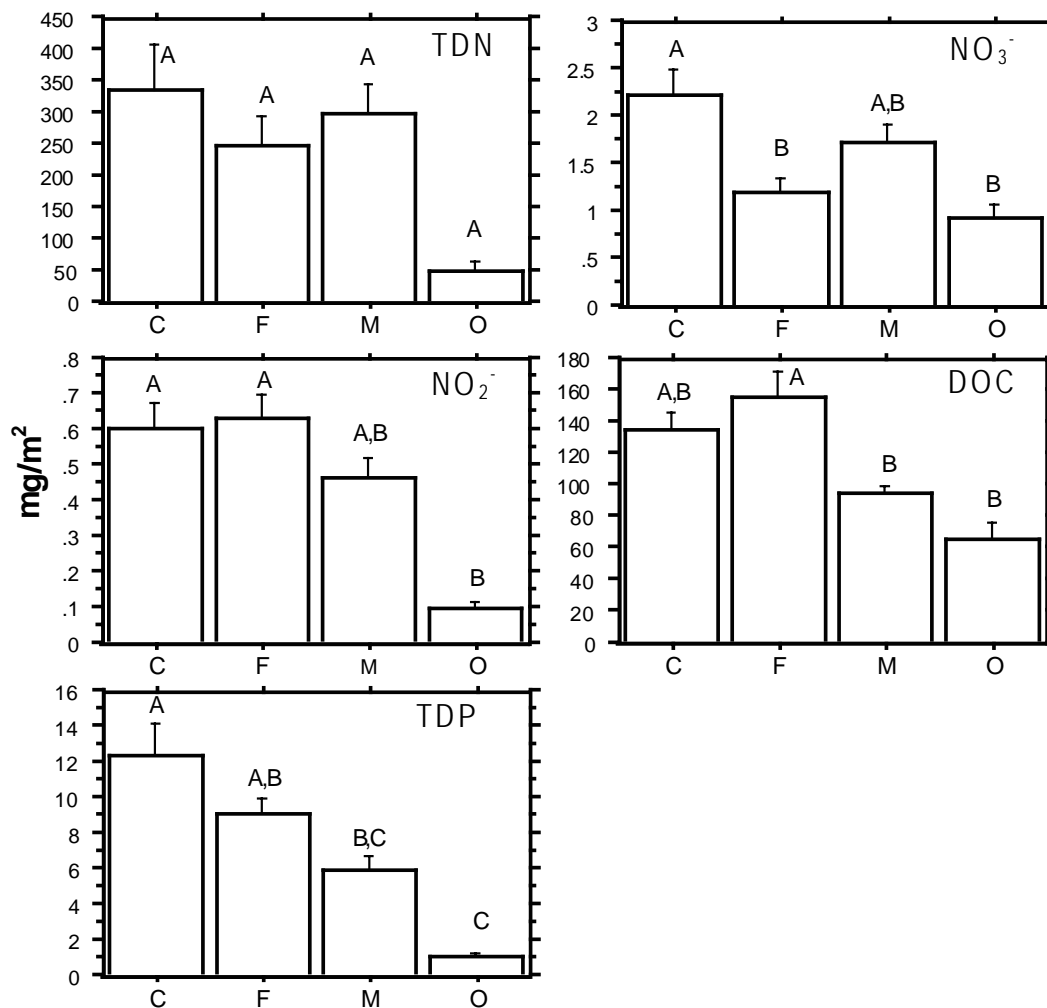 mg/m²
TDN
450
400
350
300
250
200
150
100
50
0
A
A
A
A
C
F
M
O
NO₃⁻
3
2.5
2
1.5
1
.5
0
A
B
A,B
B
C
F
M
O
NO₂⁻
.8
.7
.6
.5
.4
.3
.2
.1
0
A
A
A,B
B
C
F
M
O
DOC
180
160
140
120
100
80
60
40
20
0
A,B
A
B
B
C
F
M
O
TDP
16
14
12
10
8
6
4
2
0
A
A,B
B,C
C
C
F
M
O